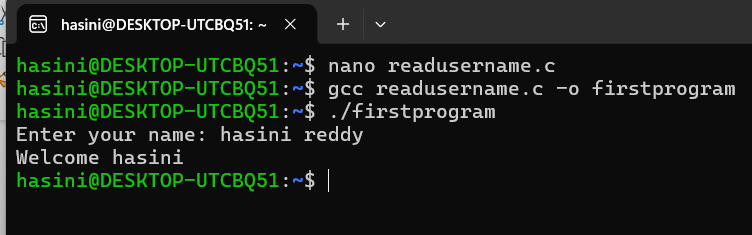 hasini@DESKTOP-UTCBQ51: ~
hasini@DESKTOP-UTCBQ51:~$ nano readusername.c
hasini@DESKTOP-UTCBQ51:~$ gcc readusername.c -o firstprogram
hasini@DESKTOP-UTCBQ51:~$ ./firstprogram
Enter your name: hasini reddy
Welcome hasini
hasini@DESKTOP-UTCBQ51:~$